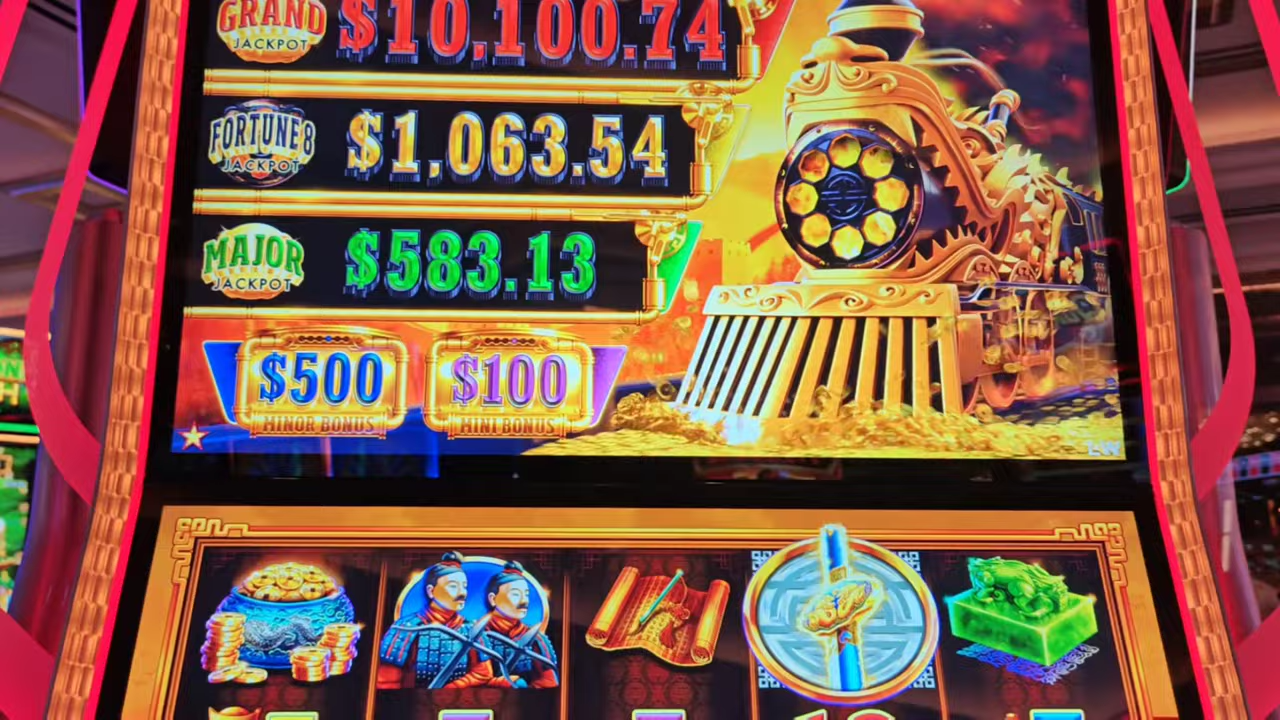 GRAND
JACKPOT
$10,100.74
FORTUNE8
JACKPOT
$1,063.54
MAJOR
JACKPOT
$583.13
$500
MINOR BONUS
$100
MINI BONUS
L&W